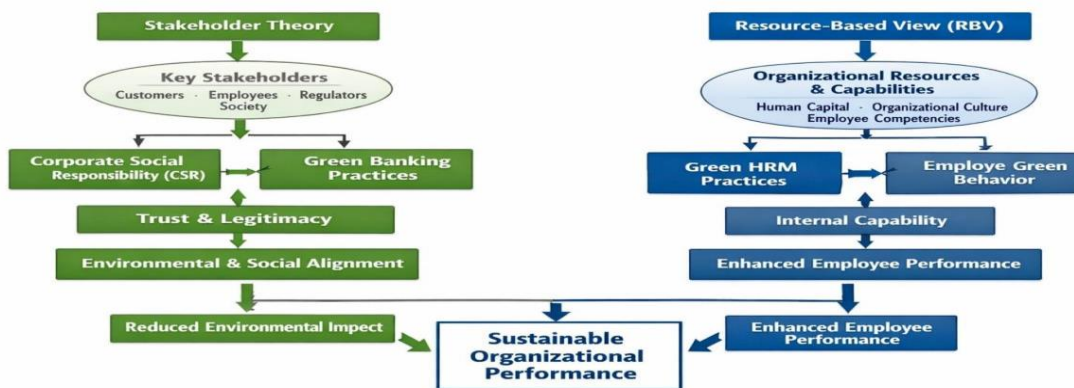 Stakeholder Theory
Key Stakeholders
Customers · Employees · Regulators
Society
Corporate Social
Responsibility (CSR)
Green Banking
Practices
Trust & Legitimacy
Environmental & Social Alignment
Reduced Environmental Impact
Resource-Based View (RBV)
Organizational Resources
& Capabilities
Human Capital · Organizational Culture
Employee Competencies
Green HRM
Practices
Employe Green
Behavior
Internal Capability
Enhanced Employee Performance
Enhanced Employee
Performance
Sustainable
Organizational
Performance